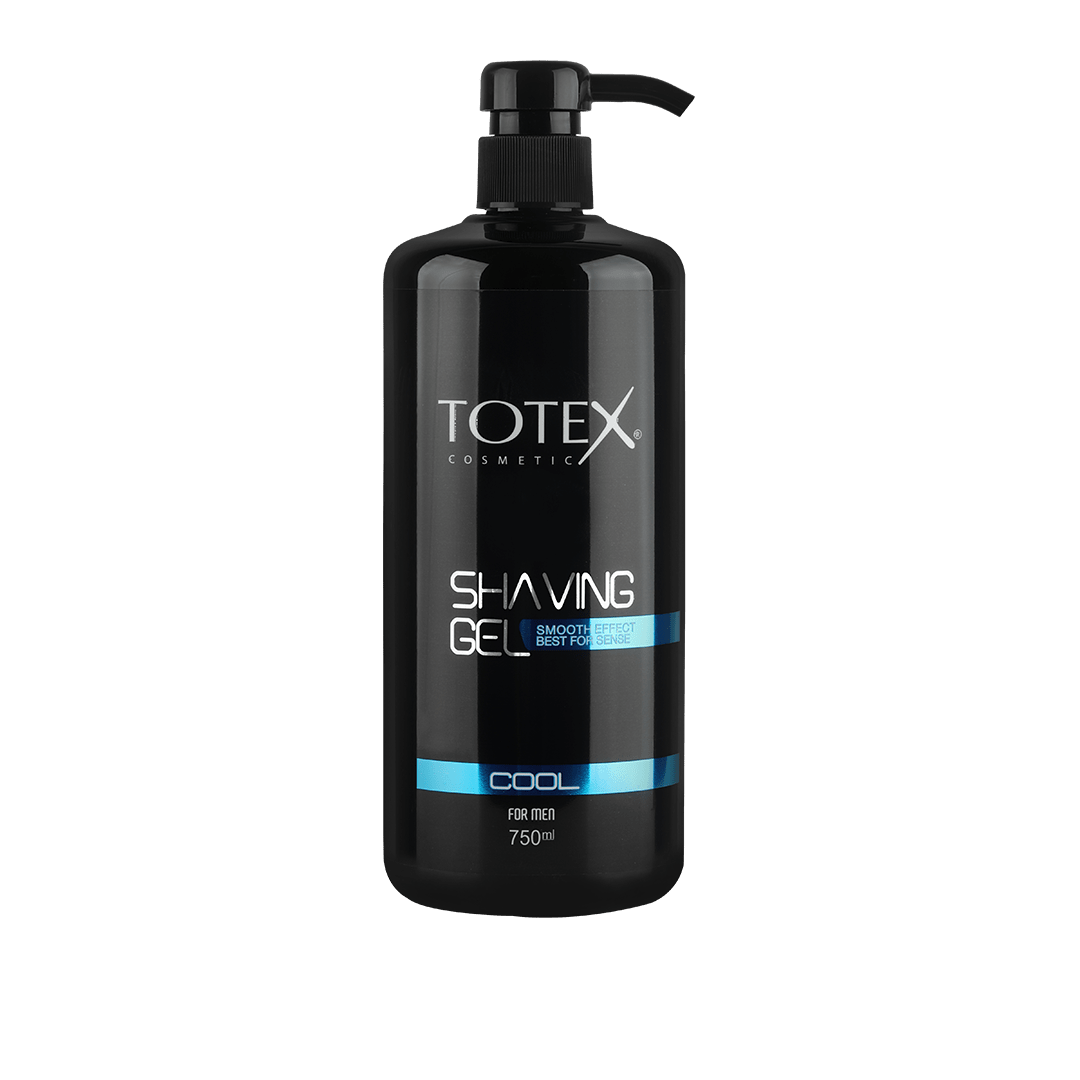 TOTEX®
COSMETIC
SHAVING
GEL
SMOOTH EFFECT
BEST FOR SENSE
COOL
FOR MEN
750ml